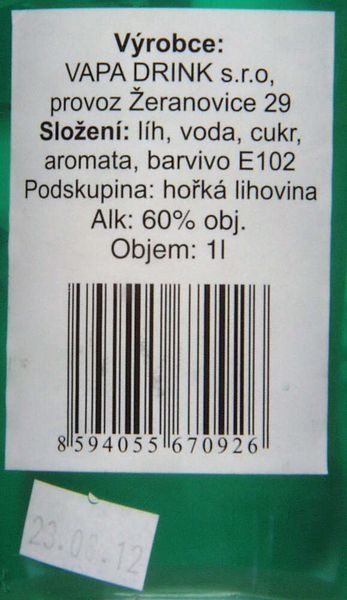 Výrobce:
VAPA DRINK s.r.o,
provoz Žeranovice 29
Složení: líh, voda, cukr,
aromata, barvivo E102
Podskupina: hořká lihovina
Alk: 60% obj.
Objem: 1l
8 594055 670926
23.08.12